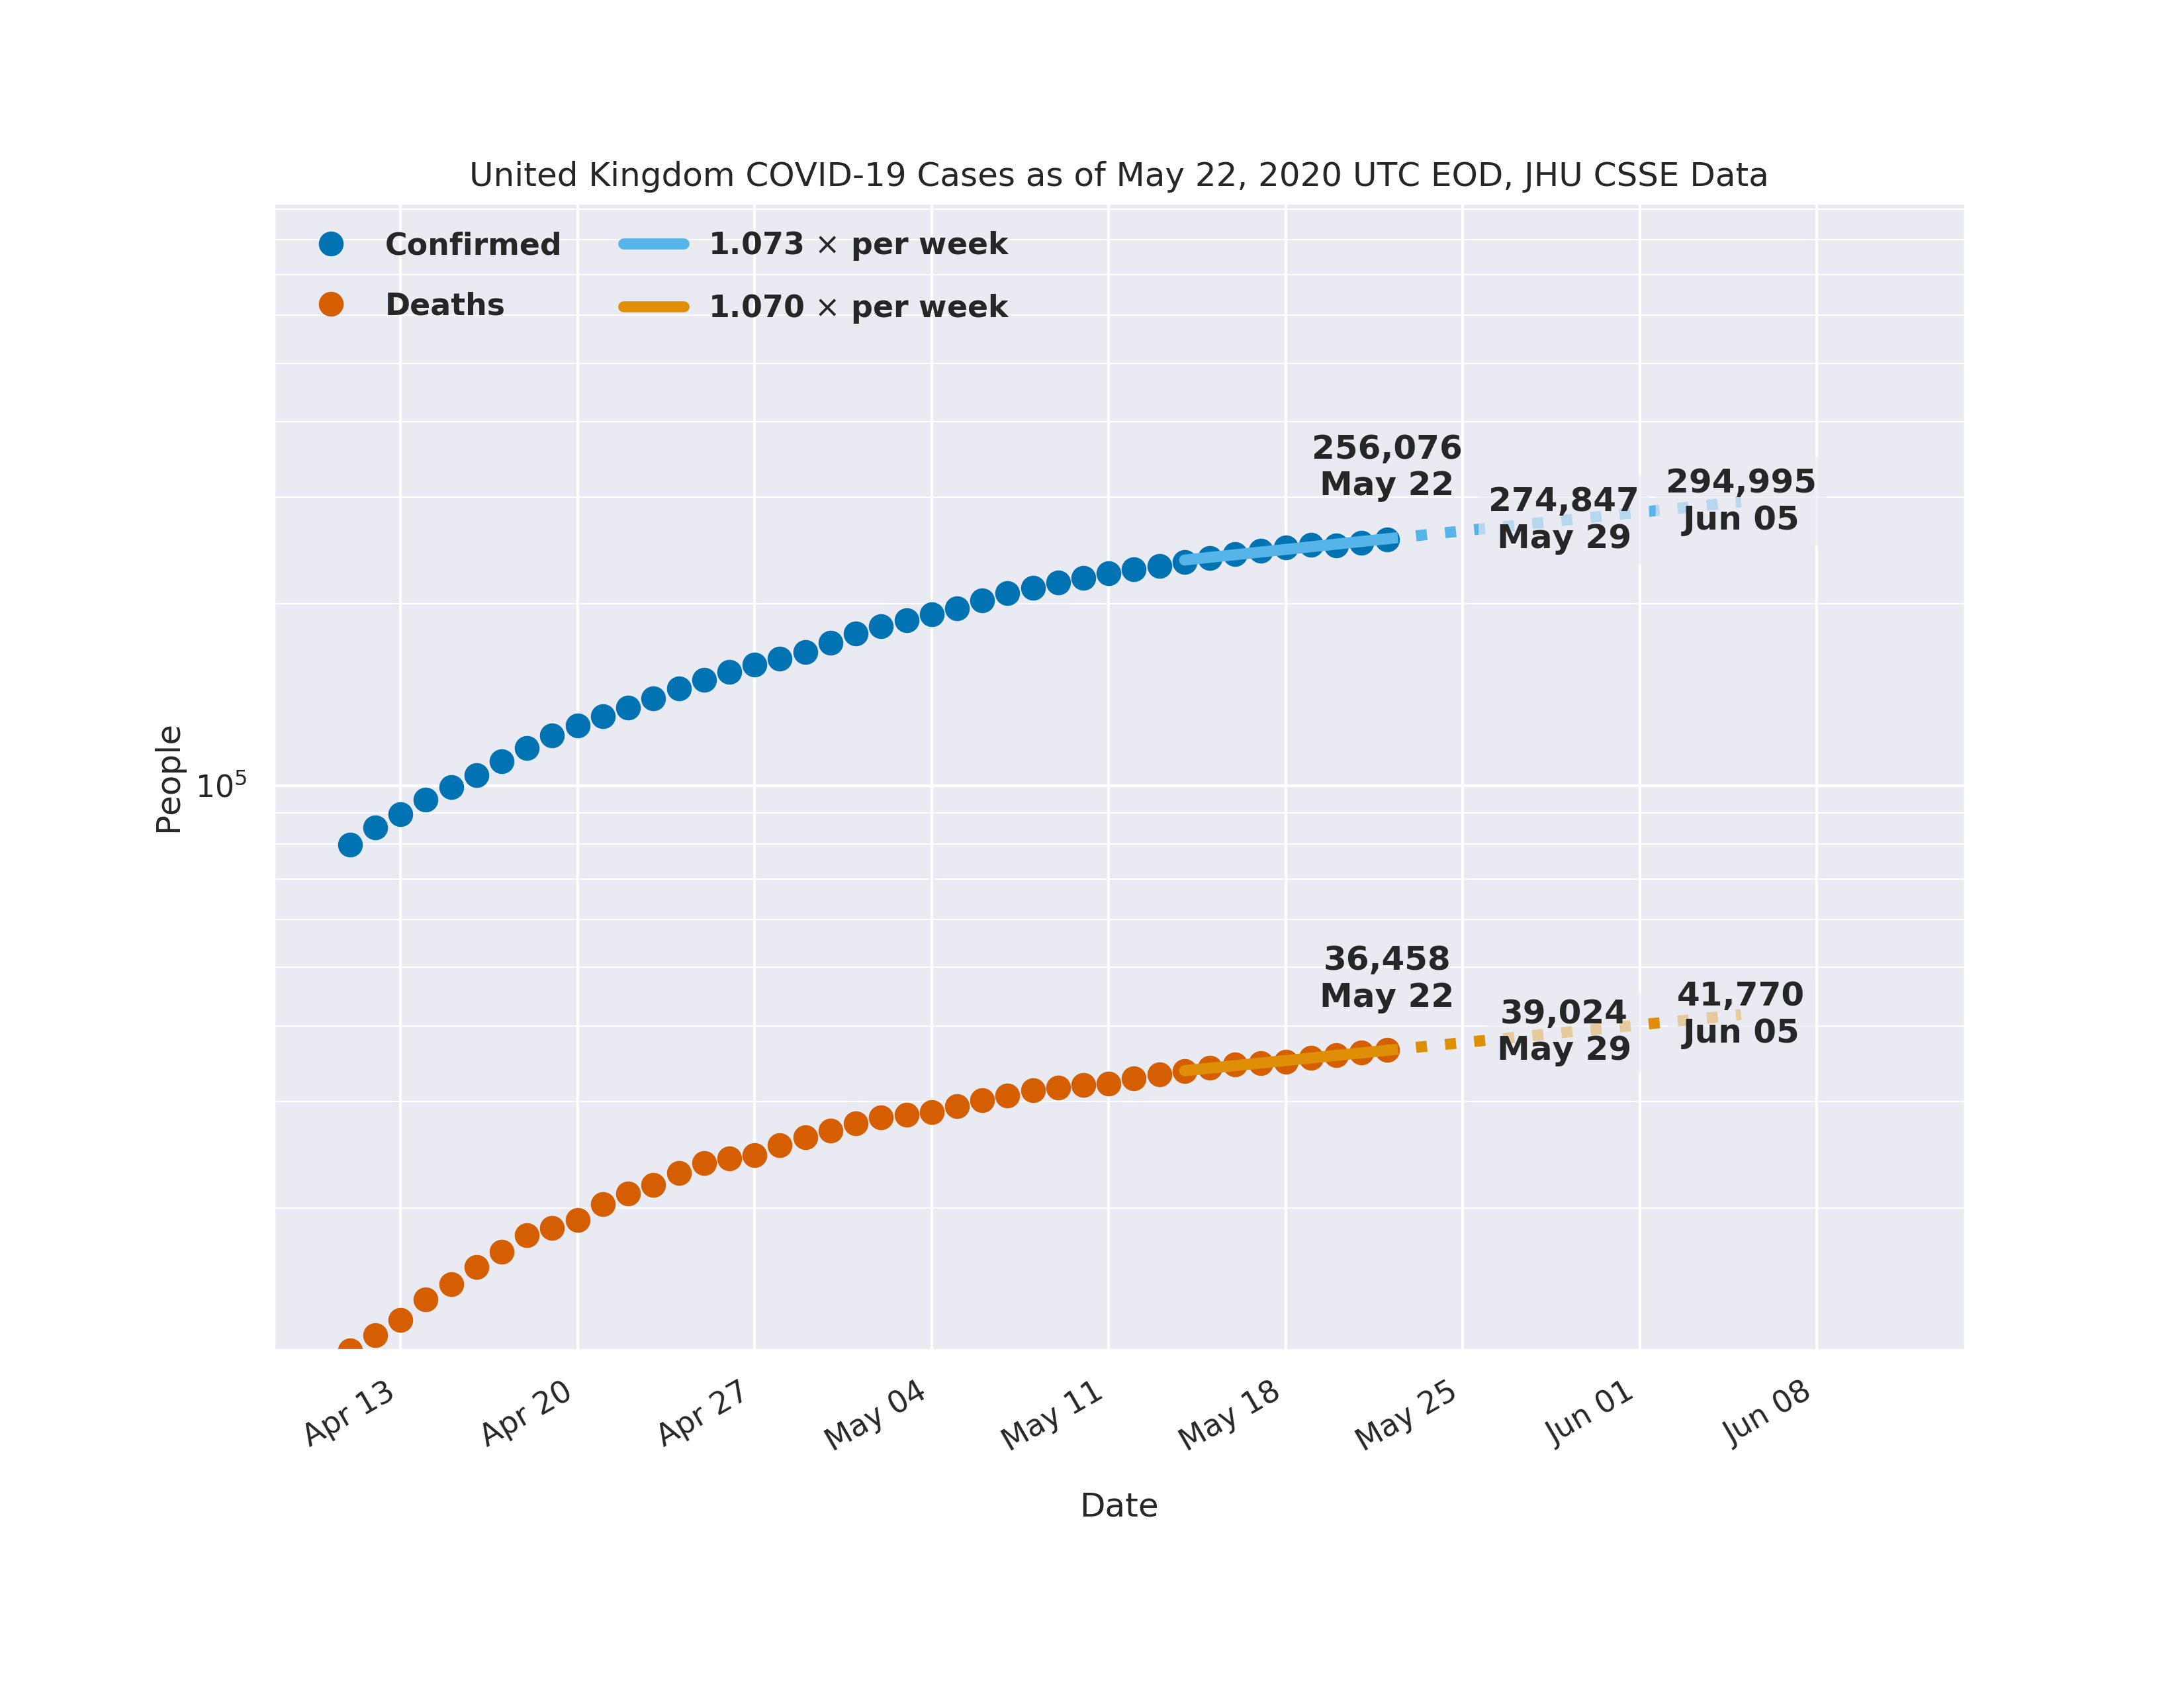 United Kingdom COVID-19 Cases as of May 22, 2020 UTC EOD, JHU CSSE Data
Confirmed
Deaths
1.073 × per week
1.070 × per week
256,076
May 22
274,847
May 29
294,995
Jun 05
36,458
May 22
39,024
May 29
41,770
Jun 05
People
10⁵
Apr 13
Apr 20
Apr 27
May 04
May 11
May 18
May 25
Jun 01
Jun 08
Date